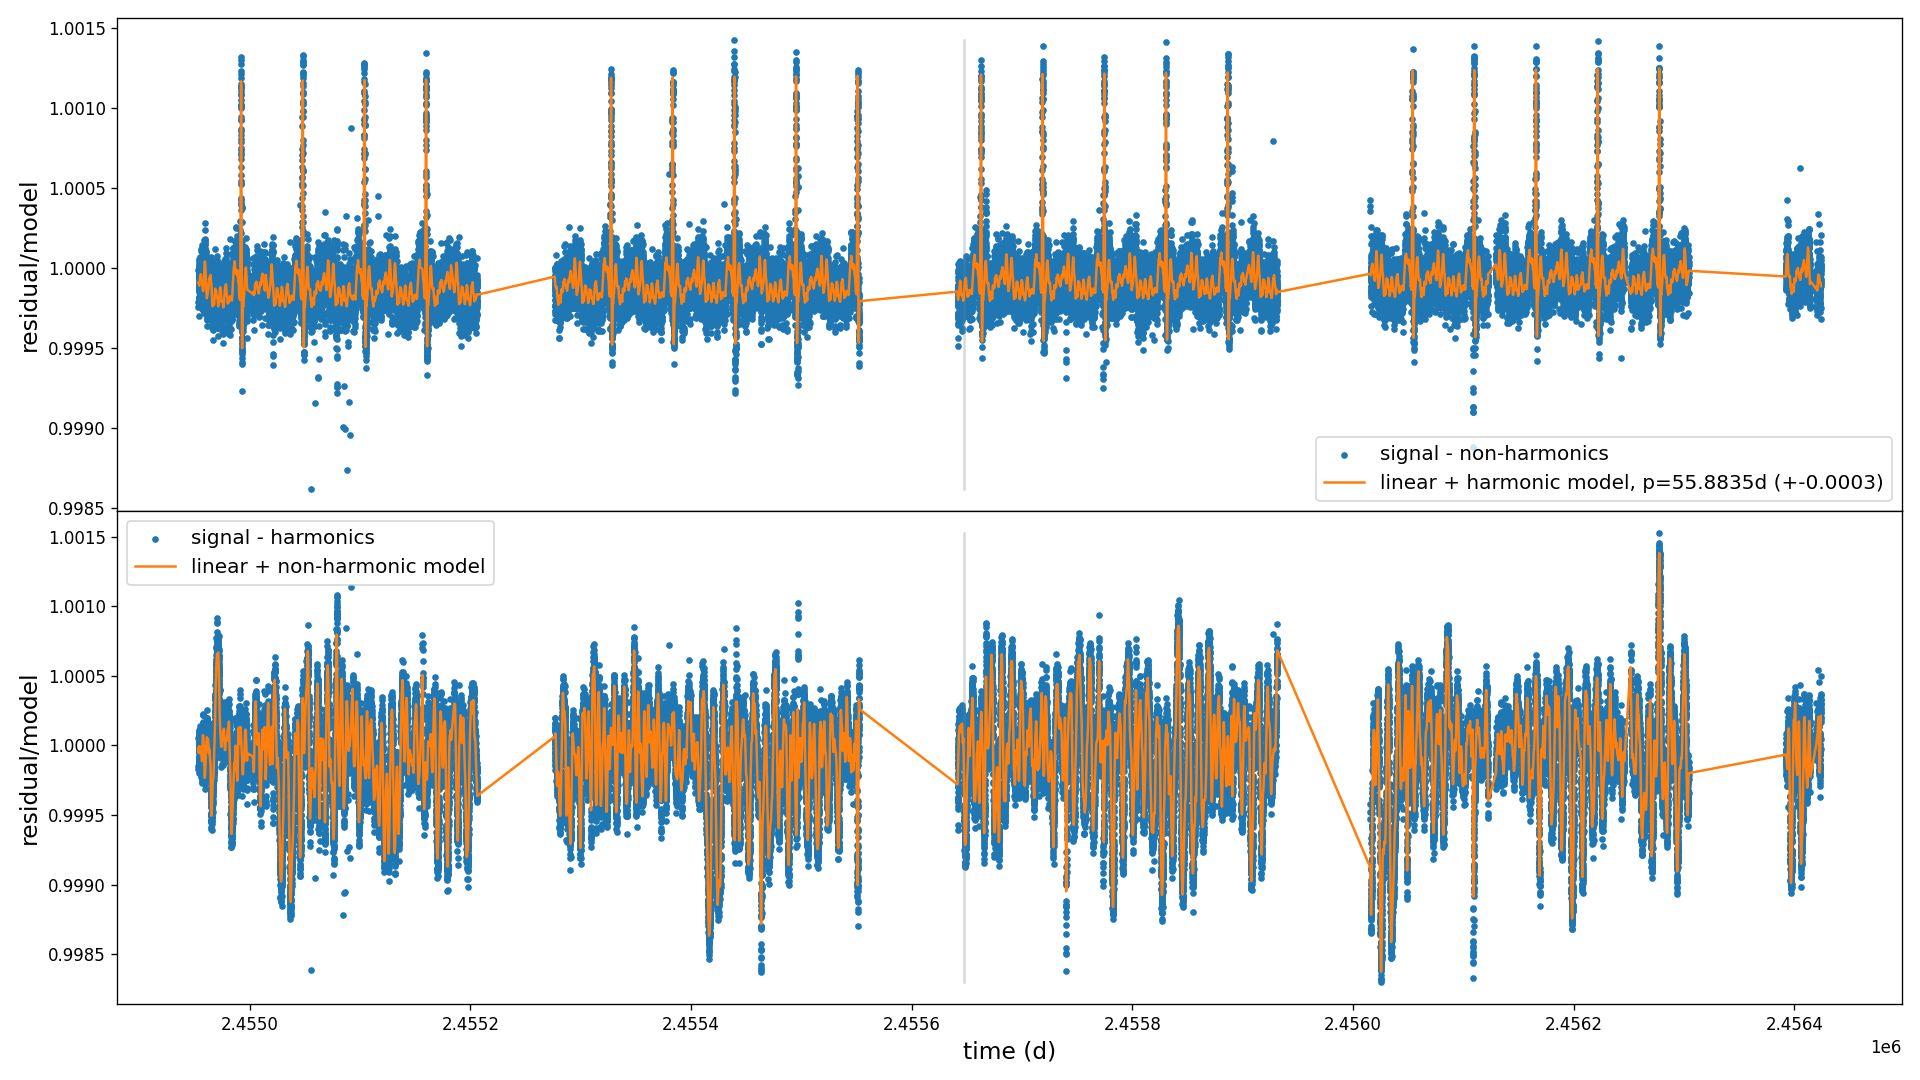 1.0015
1.0010
1.0005
1.0000
0.9995
0.9990
0.9985
residual/model
signal - non-harmonics
linear + harmonic model, p=55.8835d (+-0.0003)
signal - harmonics
linear + non-harmonic model
1.0015
1.0010
1.0005
1.0000
0.9995
0.9990
0.9985
residual/model
2.4550
2.4552
2.4554
2.4556
2.4558
2.4560
2.4562
2.4564
time (d)
1e6